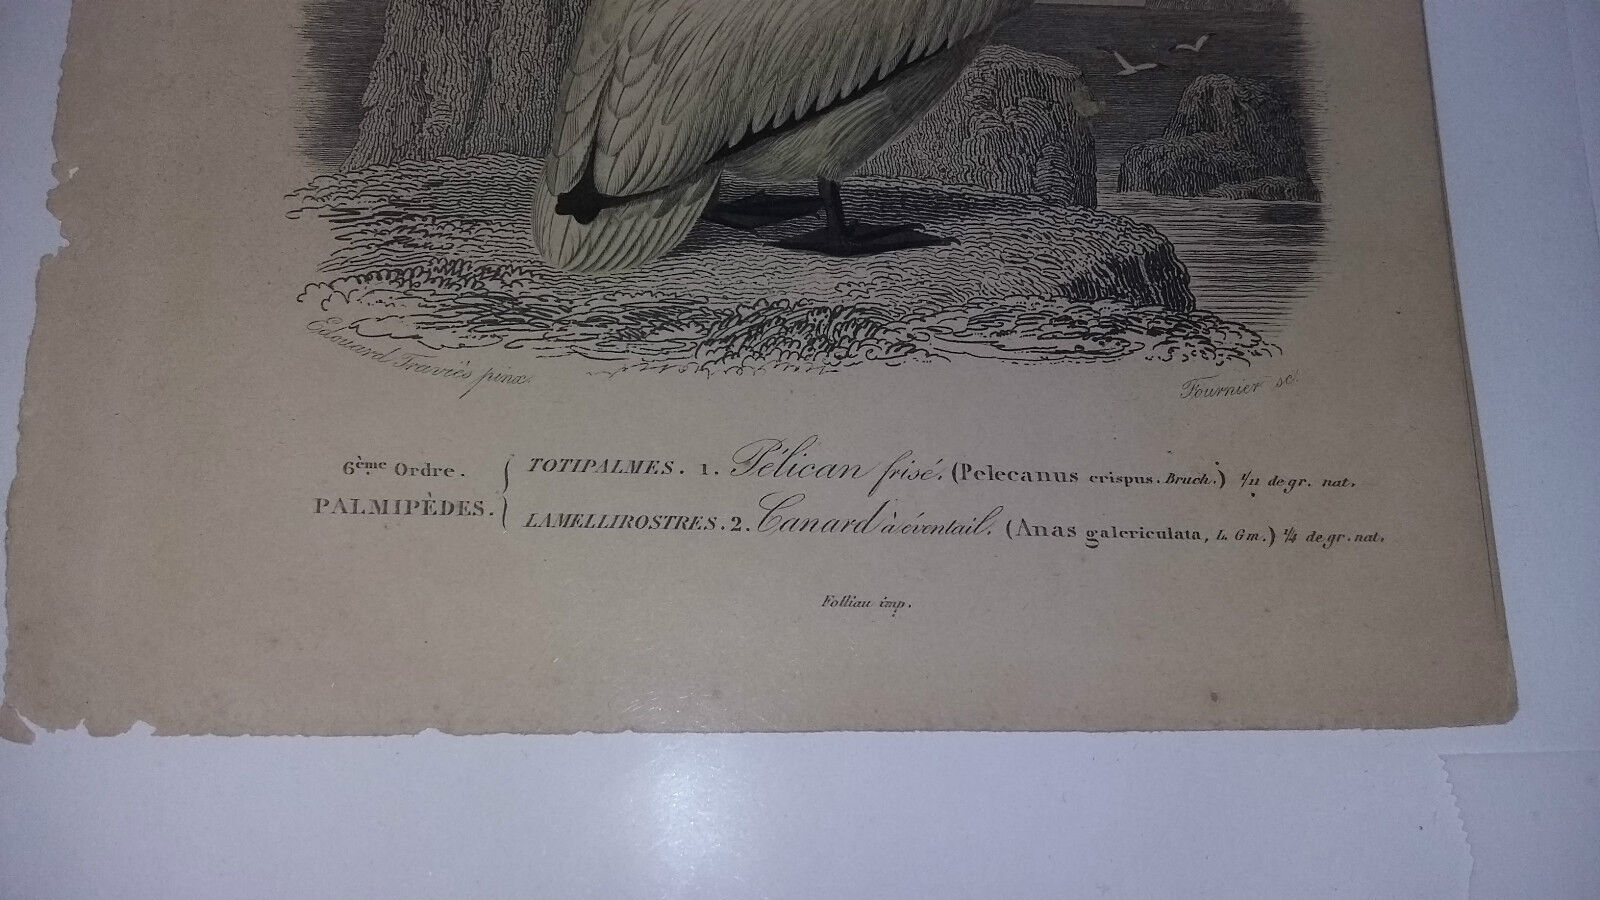 Edouard Traviès pinx.
Fournier sc.
6ème Ordre. TOTIPALMES. 1. Pélican frisé. (Pelecanus crispus. Bruch.) 1/11 de gr. nat.
PALMIPÈDES. LAMELLIROSTRES. 2. Canard à éventail. (Anas galericulata, L. Gm.) 1/4 de gr. nat.
Folliau imp.